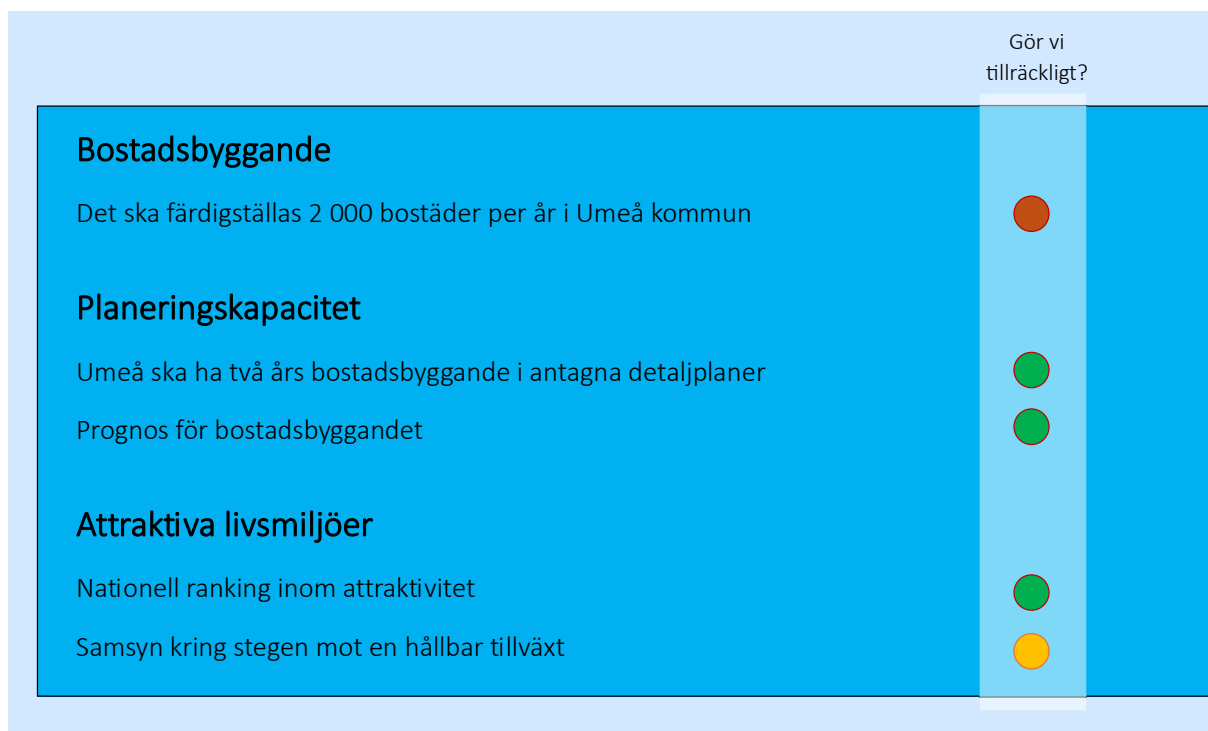 Gör vi
tillräckligt?
Bostadsbyggande
Det ska färdigställas 2 000 bostäder per år i Umeå kommun
Planeringskapacitet
Umeå ska ha två års bostadsbyggande i antagna detaljplaner
Prognos för bostadsbyggandet
Attraktiva livsmiljöer
Nationell ranking inom attraktivitet
Samsyn kring stegen mot en hållbar tillväxt